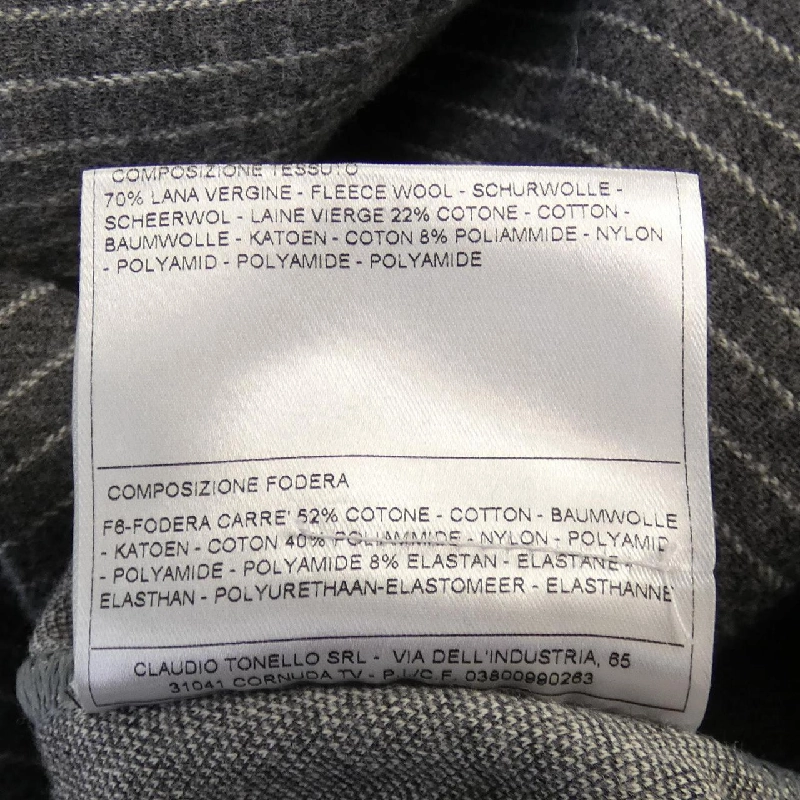 COMPOSIZIONE TESSUTO
70% LANA VERGINE - FLEECE WOOL - SCHURWOLLE -
SCHEERWOL - LAINE VIERGE 22% COTONE - COTTON -
BAUMWOLLE - KATOEN - COTON 8% POLIAMMIDE - NYLON
- POLYAMID - POLYAMIDE - POLYAMIDE
COMPOSIZIONE FODERA
F6-FODERA CARRE' 52% COTONE - COTTON - BAUMWOLLE
- KATOEN - COTON 40% POLIAMMIDE - NYLON - POLYAMID
- POLYAMIDE - POLYAMIDE 8% ELASTAN - ELASTANE -
ELASTHAN - POLYURETHAAN-ELASTOMEER - ELASTHANNE
CLAUDIO TONELLO SRL - VIA DELL'INDUSTRIA, 65
31041 CORNUDA TV - P.I./C.F. 03800990263